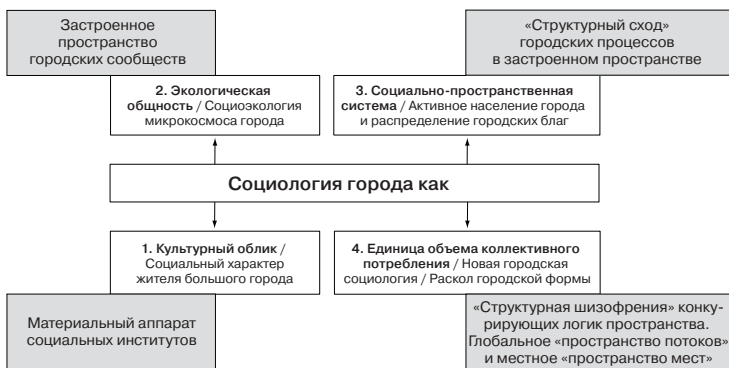 Застроенное
пространство
городских сообществ
«Структурный сход»
городских процессов
в застроенном пространстве
2. Экологическая
общность / Социоэкология
микрокосмоса города
3. Социально-пространственная
система / Активное население города
и распределение городских благ
Социология города как
1. Культурный облик /
Социальный характер
жителя большого города
4. Единица объема коллективного
потребления / Новая городская
социология / Раскол городской формы
Материальный аппарат
социальных институтов
«Структурная шизофрения» конку-
рирующих логик пространства.
Глобальное «пространство потоков»
и местное «пространство мест»